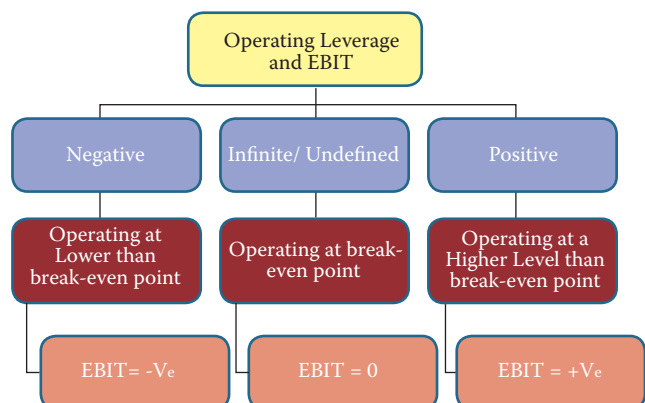 Operating Leverage
and EBIT
Negative
Infinite/ Undefined
Positive
Operating at
Lower than
break-even point
Operating at break-
even point
Operating at a
Higher Level than
break-even point
EBIT= -Ve
EBIT = 0
EBIT = +Ve